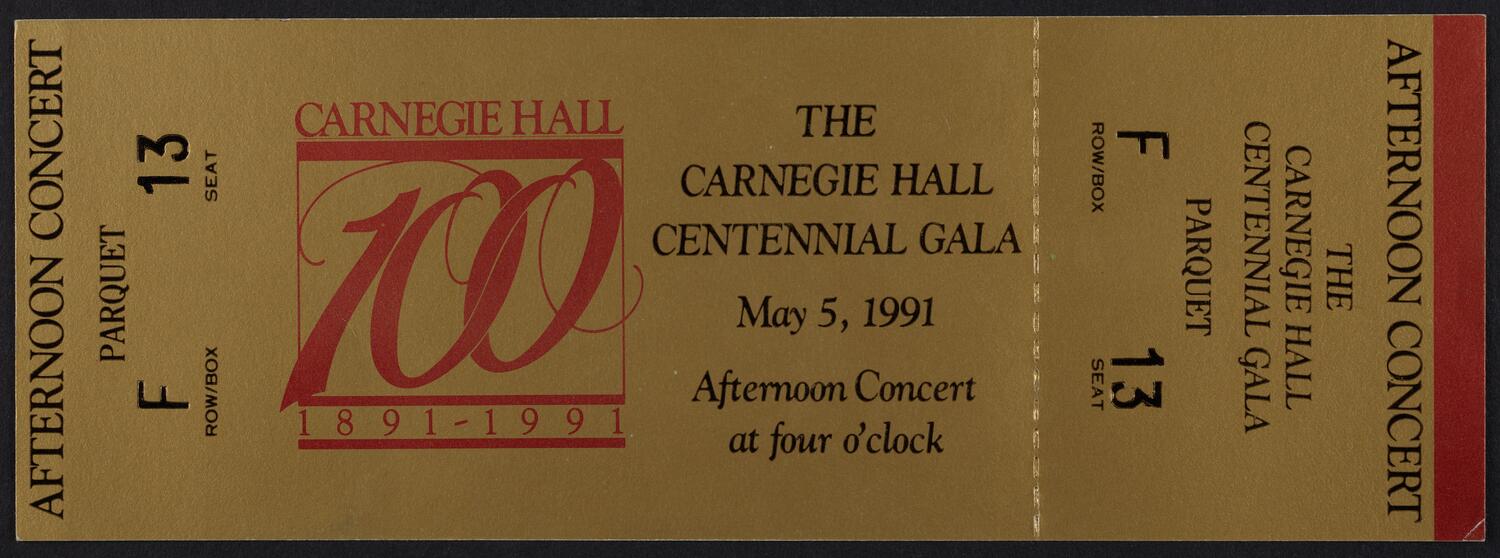 AFTERNOON CONCERT
PARQUET
F 13
ROW/BOX SEAT
CARNEGIE HALL
100
1891-1991
THE
CARNEGIE HALL
CENTENNIAL GALA
May 5, 1991
Afternoon Concert
at four o'clock
AFTERNOON CONCERT
THE
CARNEGIE HALL
CENTENNIAL GALA
PARQUET
F 13
ROW/BOX SEAT